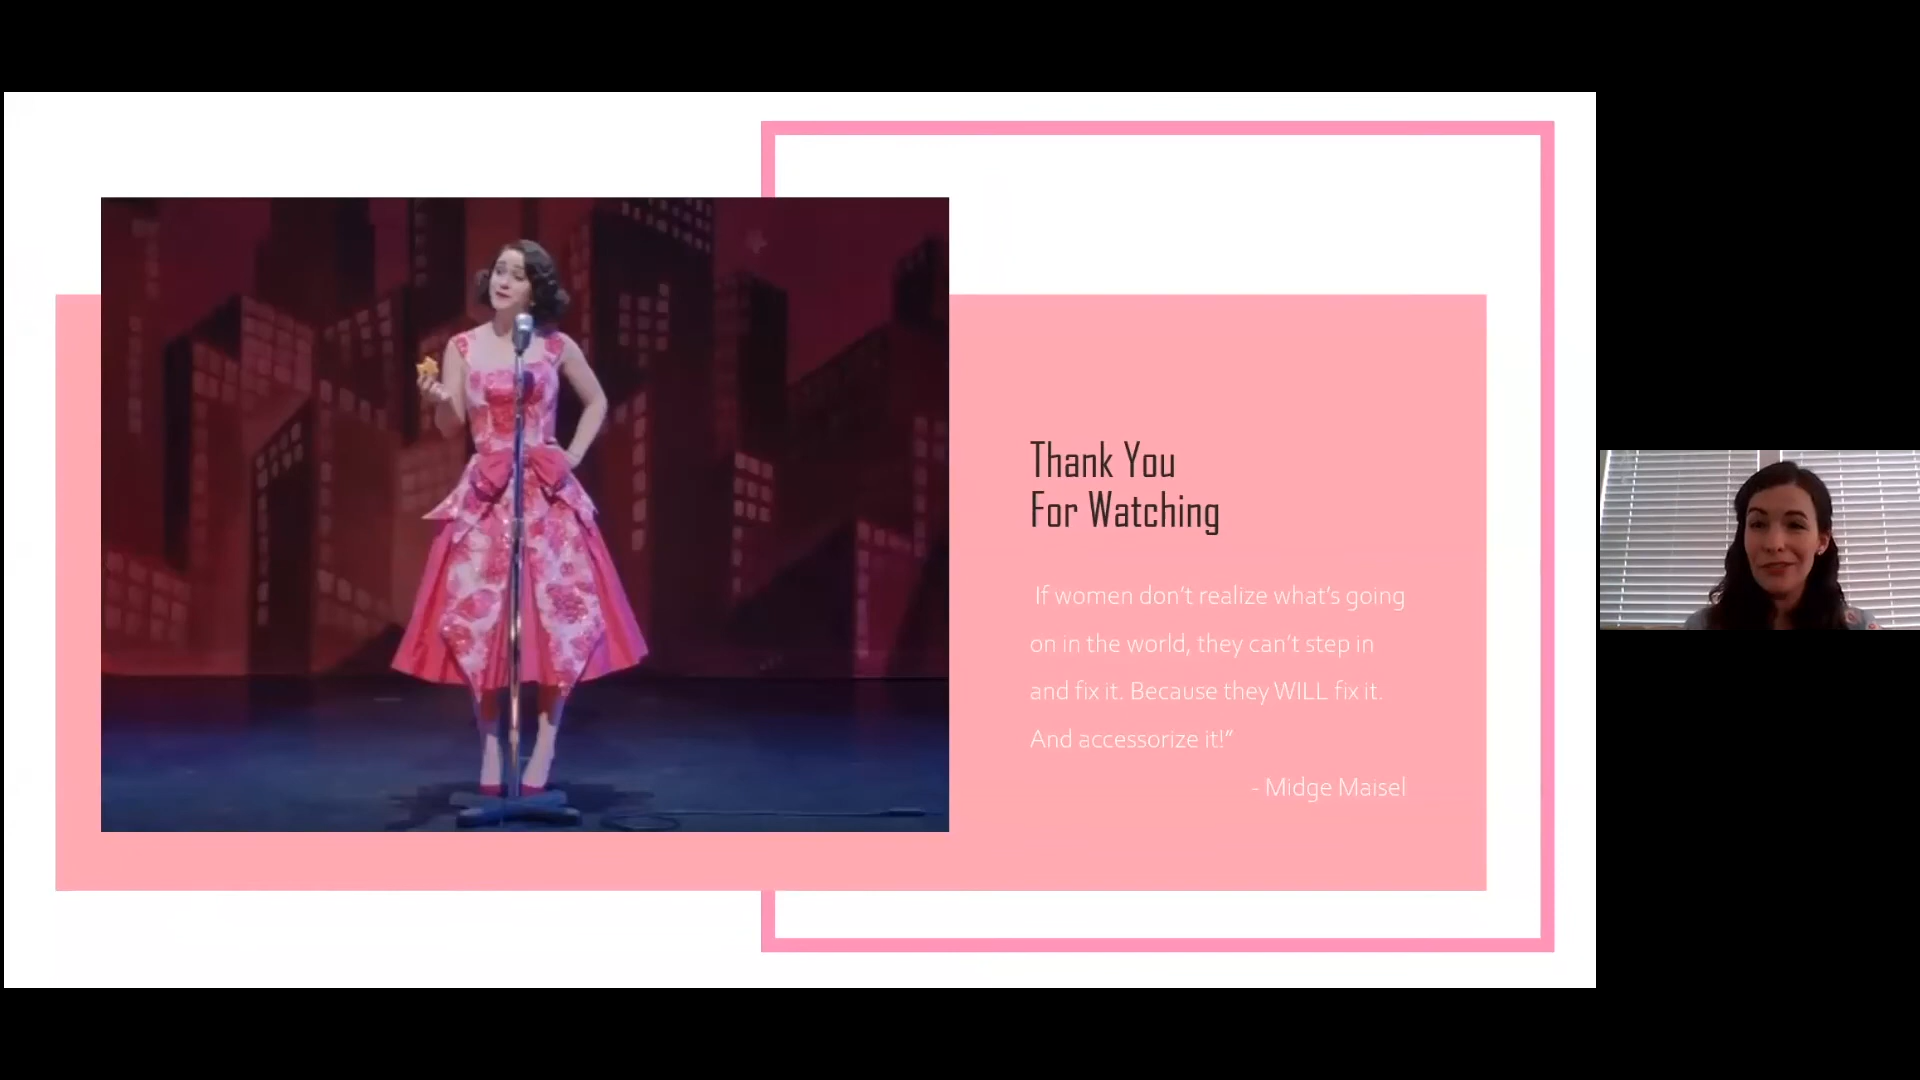 Thank You
For Watching
If women don’t realize what’s going
on in the world, they can’t step in
and fix it. Because they WILL fix it.
And accessorize it!”
- Midge Maisel